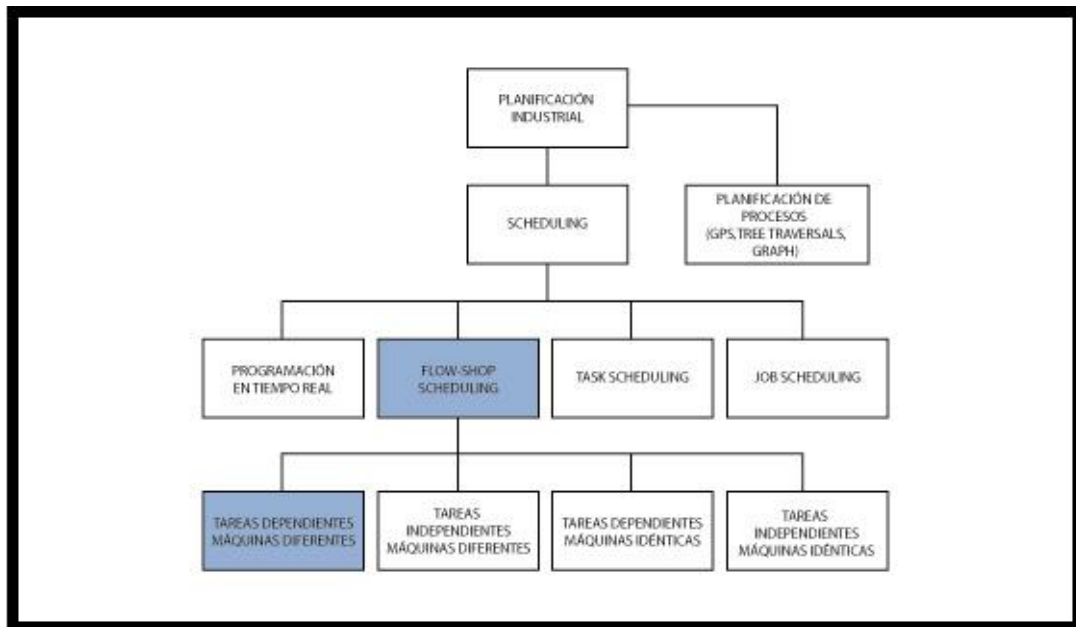 PLANIFICACIÓN
INDUSTRIAL
SCHEDULING
PLANIFICACIÓN DE
PROCESOS
(GPS,TREE TRAVERSALS,
GRAPH)
PROGRAMACIÓN
EN TIEMPO REAL
FLOW-SHOP
SCHEDULING
TASK SCHEDULING
JOB SCHEDULING
TAREAS DEPENDIENTES
MÁQUINAS DIFERENTES
TAREAS
INDEPENDIENTES
MÁQUINAS DIFERENTES
TAREAS DEPENDIENTES
MÁQUINAS IDÉNTICAS
TAREAS
INDEPENDIENTES
MÁQUINAS IDÉNTICAS